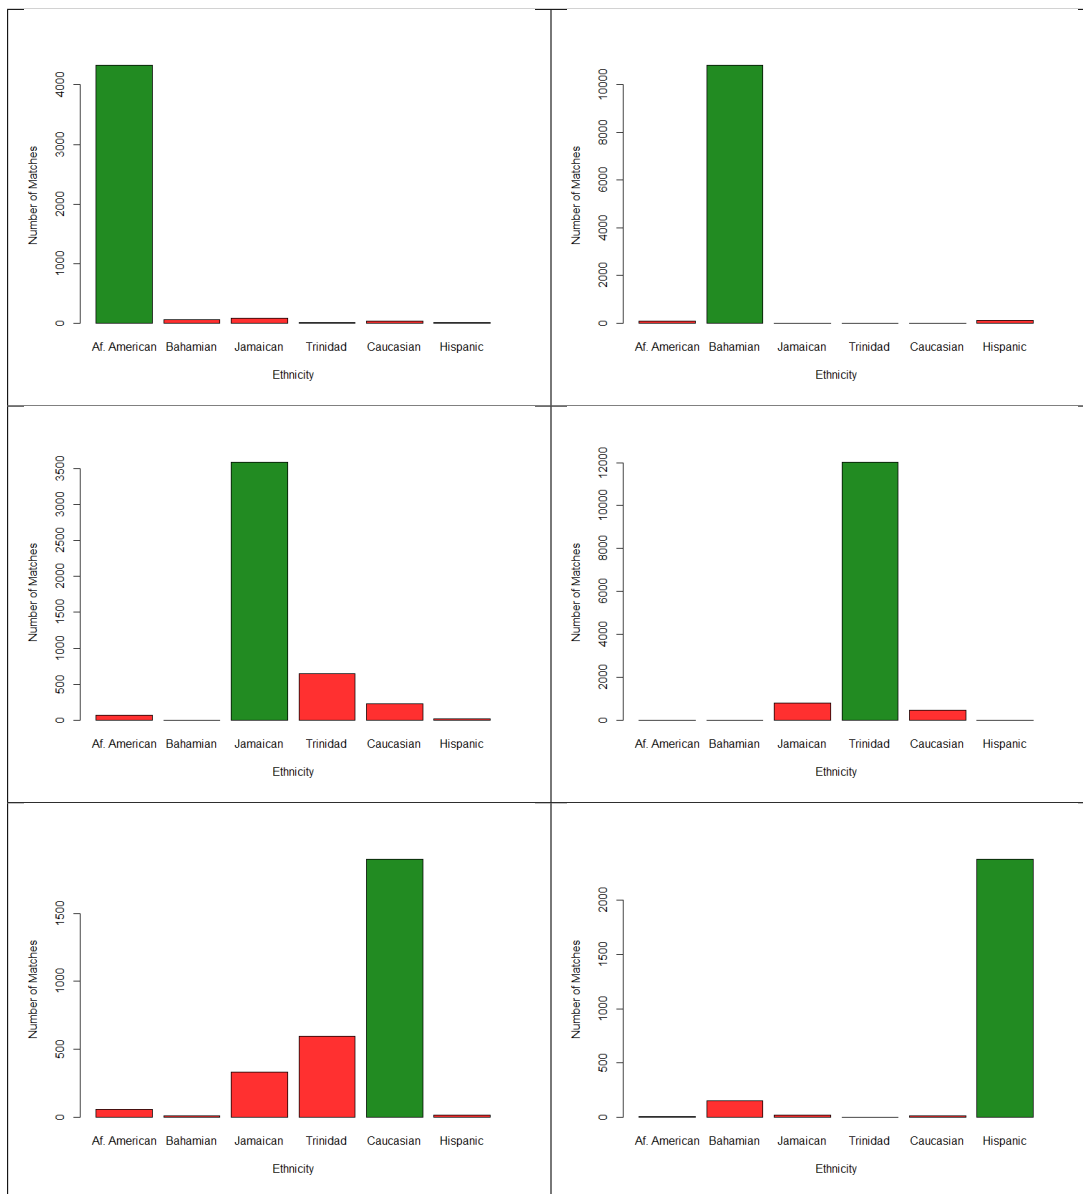 Number of Matches
4000
3000
2000
1000
0
Af. American Bahamian Jamaican Trinidad Caucasian Hispanic
Ethnicity
Number of Matches
10000
8000
6000
4000
2000
0
Af. American Bahamian Jamaican Trinidad Caucasian Hispanic
Ethnicity
Number of Matches
3500
3000
2500
2000
1500
1000
500
0
Af. American Bahamian Jamaican Trinidad Caucasian Hispanic
Ethnicity
Number of Matches
12000
10000
8000
6000
4000
2000
0
Af. American Bahamian Jamaican Trinidad Caucasian Hispanic
Ethnicity
Number of Matches
1500
1000
500
0
Af. American Bahamian Jamaican Trinidad Caucasian Hispanic
Ethnicity
Number of Matches
2000
1500
1000
500
0
Af. American Bahamian Jamaican Trinidad Caucasian Hispanic
Ethnicity